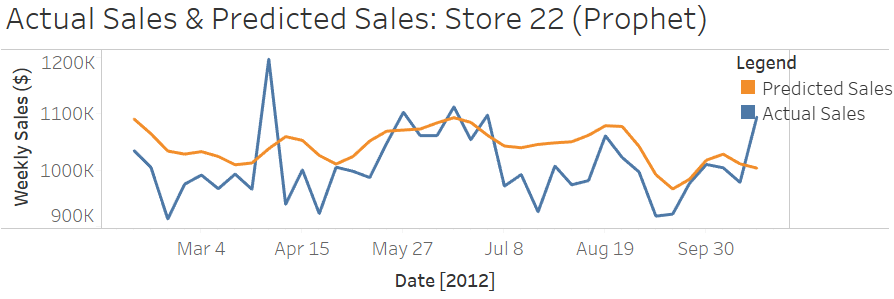 Actual Sales & Predicted Sales: Store 22 (Prophet)
Weekly Sales ($)
1200K
1100K
1000K
900K
Legend
Predicted Sales
Actual Sales
Mar 4 Apr 15 May 27 Jul 8 Aug 19 Sep 30
Date [2012]